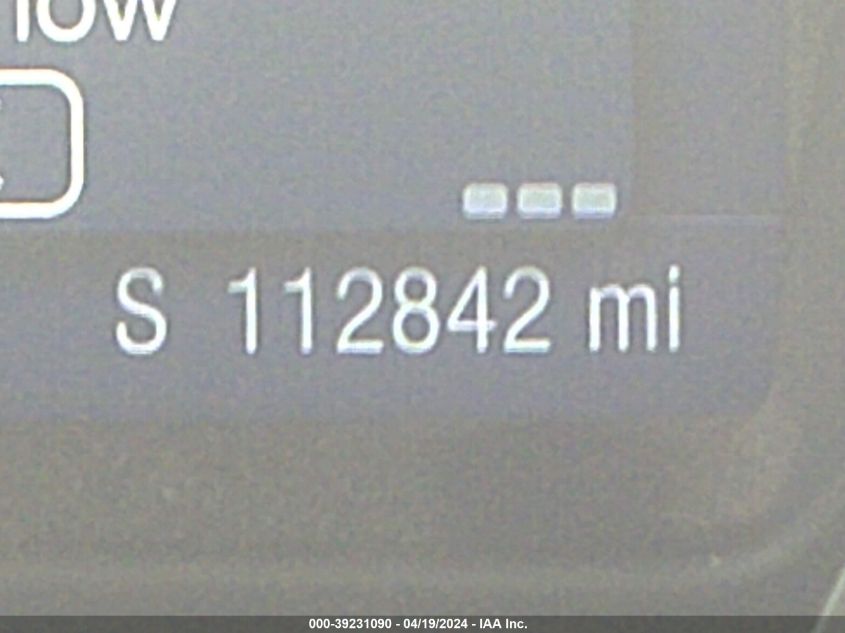 low
S 112842 mi
000-39231090 - 04/19/2024 - IAA Inc.